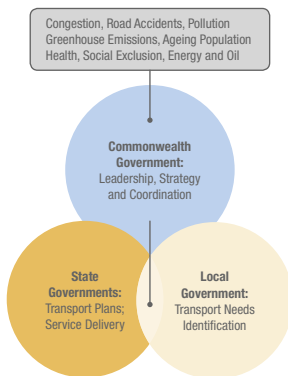 Congestion, Road Accidents, Pollution
Greenhouse Emissions, Ageing Population
Health, Social Exclusion, Energy and Oil
Commonwealth
Government:
Leadership, Strategy
and Coordination
State
Governments:
Transport Plans;
Service Delivery
Local
Government:
Transport Needs
Identification